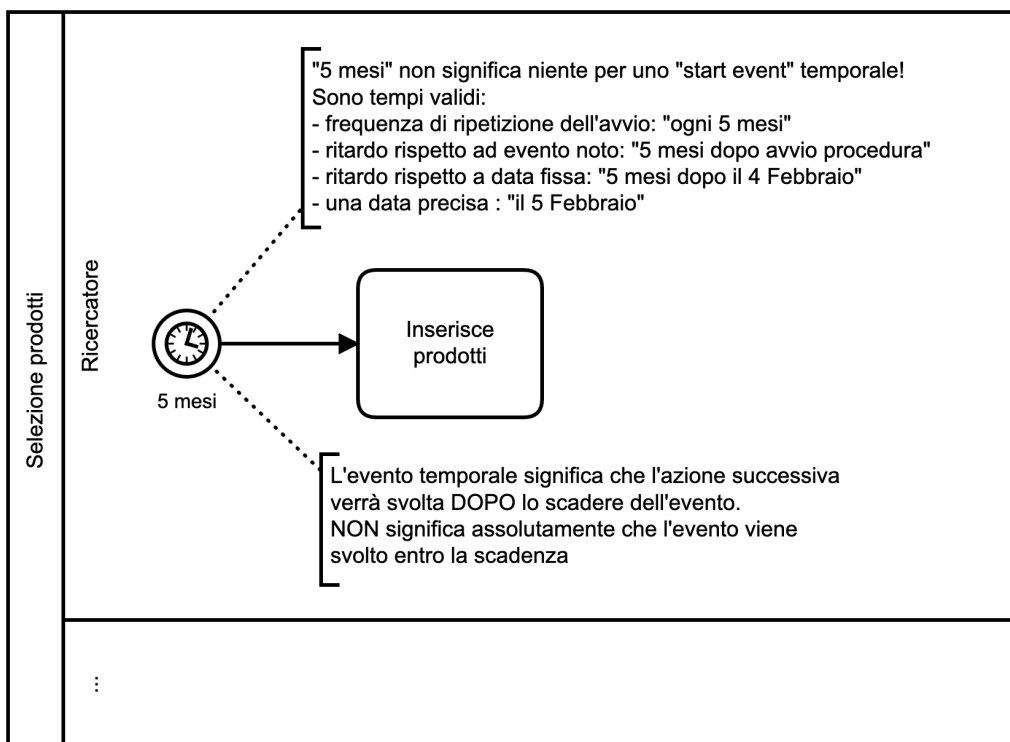 Selezione prodotti
Ricercatore
"5 mesi" non significa niente per uno "start event" temporale!
Sono tempi validi:
- frequenza di ripetizione dell'avvio: "ogni 5 mesi"
- ritardo rispetto ad evento noto: "5 mesi dopo avvio procedura"
- ritardo rispetto a data fissa: "5 mesi dopo il 4 Febbraio"
- una data precisa : "il 5 Febbraio"
5 mesi
Inserisce
prodotti
L'evento temporale significa che l'azione successiva
verrà svolta DOPO lo scadere dell'evento.
NON significa assolutamente che l'evento viene
svolto entro la scadenza
...